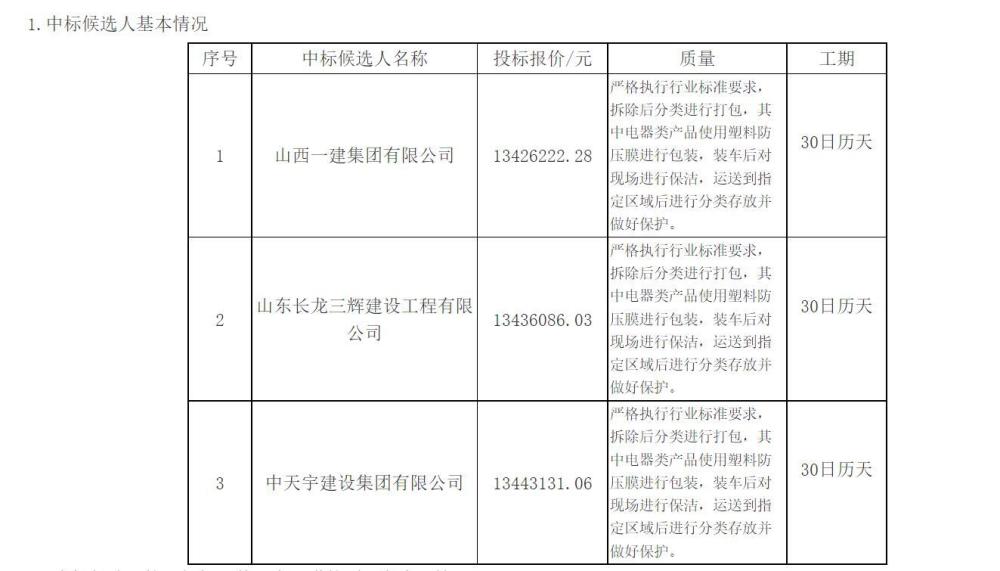 1.中标候选人基本情况
序号 中标候选人名称 投标报价/元 质量 工期
1 山西一建集团有限公司 13426222.28
严格执行行业标准要求，
拆除后分类进行打包，其
中电器类产品使用塑料防
压膜进行包装，装车后对
现场进行保洁，运送到指
定区域后进行分类存放并
做好保护。
30日历天
2
山东长龙三辉建设工程有限
公司
13436086.03
严格执行行业标准要求，
拆除后分类进行打包，其
中电器类产品使用塑料防
压膜进行包装，装车后对
现场进行保洁，运送到指
定区域后进行分类存放并
做好保护。
30日历天
3 中天宇建设集团有限公司 13443131.06
严格执行行业标准要求，
拆除后分类进行打包，其
中电器类产品使用塑料防
压膜进行包装，装车后对
现场进行保洁，运送到指
定区域后进行分类存放并
做好保护。
30日历天